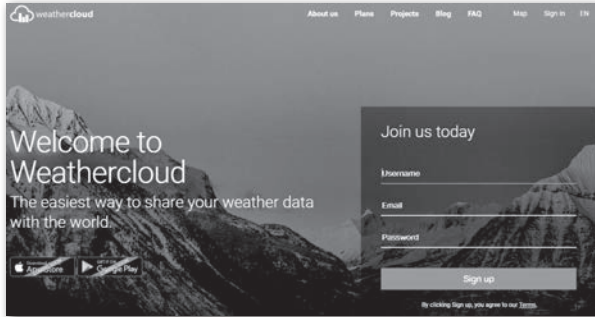 weathercloud
About us Plans Projects Blog FAQ Map Sign in EN
Welcome to
Weathercloud
The easiest way to share your weather data
with the world.
App Store
Google Play
Join us today
Username
Email
Password
Sign up
By clicking Sign up, you agree to our Terms.